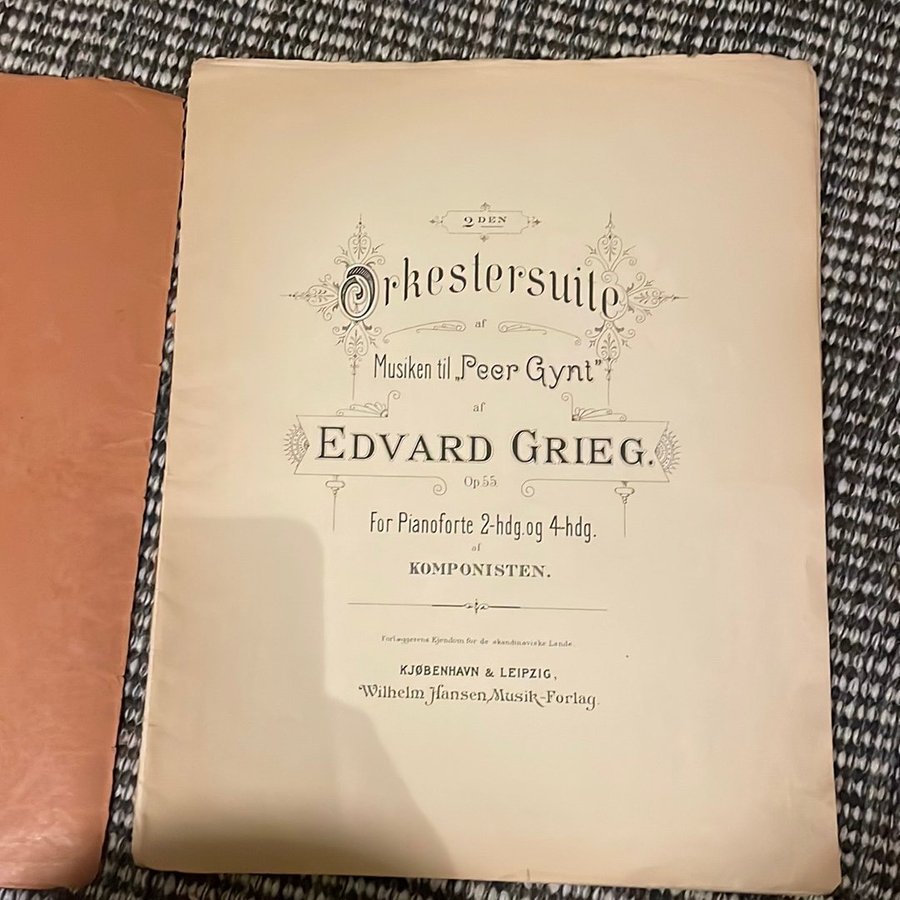 2DEN
Orkestersuite
af
Musiken til „Peer Gynt"
af
EDVARD GRIEG.
Op 55.
For Pianoforte 2-hdg. og 4-hdg.
af
KOMPONISTEN.
Forlæggerens Kjendom for de skandinaviske Lande
KJØBENHAVN & LEIPZIG,
Wilhelm Hansen, Musik-Forlag.